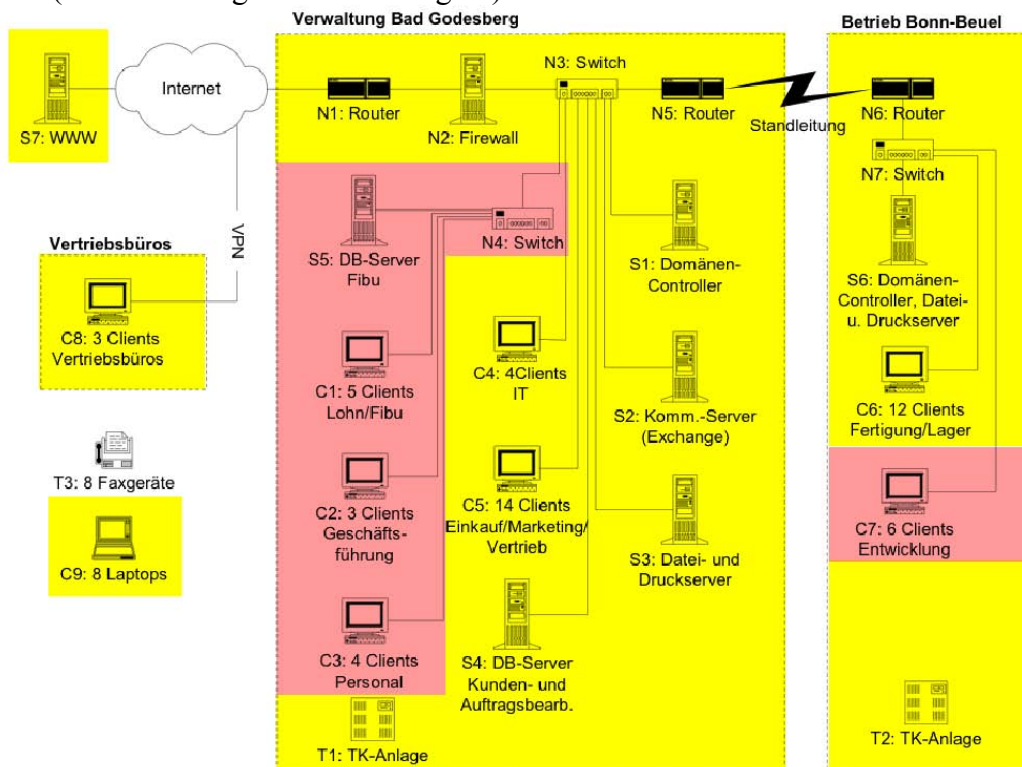 Verwaltung Bad Godesberg
Betrieb Bonn-Beuel
N3: Switch
Internet
S7: WWW
N1: Router
N2: Firewall
N5: Router
Standleitung
N6: Router
N7: Switch
VPN
Vertriebsbüros
C8: 3 Clients
Vertriebsbüros
S5: DB-Server
Fibu
N4: Switch
S1: Domänen-
Controller
S6: Domänen-
Controller, Datei-
u. Druckserver
C1: 5 Clients
Lohn/Fibu
C4: 4Clients
IT
S2: Komm.-Server
(Exchange)
C6: 12 Clients
Fertigung/Lager
T3: 8 Faxgeräte
C9: 8 Laptops
C2: 3 Clients
Geschäfts-
führung
C5: 14 Clients
Einkauf/Marketing/
Vertrieb
S3: Datei- und
Druckserver
C7: 6 Clients
Entwicklung
C3: 4 Clients
Personal
S4: DB-Server
Kunden- und
Auftragsbearb.
T1: TK-Anlage
T2: TK-Anlage